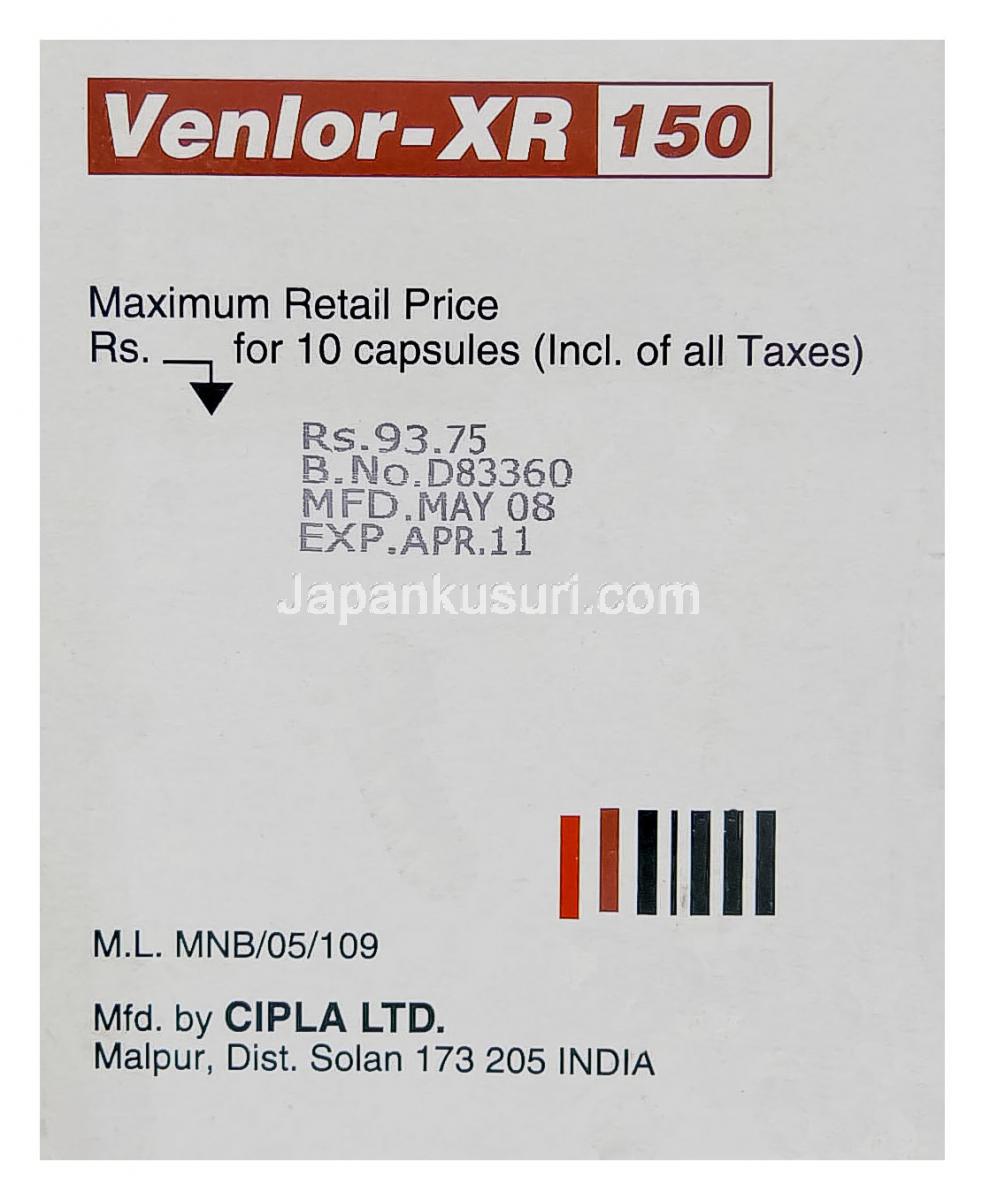 Venlor-XR 150
Maximum Retail Price
Rs. for 10 capsules (Incl. of all Taxes)
Rs.93.75
B.No.D83360
MFD.MAY 08
EXP.APR.11
Japankusuri.com
M.L. MNB/05/109
Mfd. by CIPLA LTD.
Malpur, Dist. Solan 173 205 INDIA